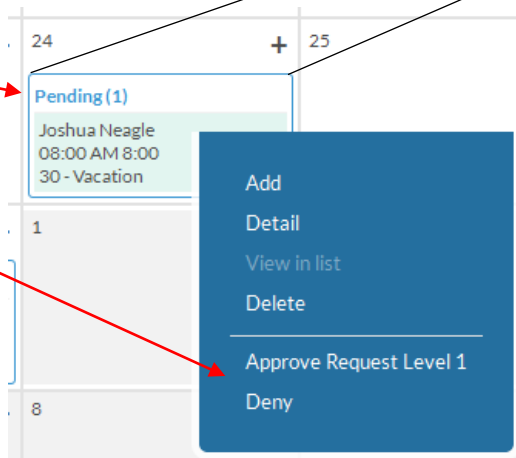 24 + 25
Pending (1)
Joshua Neagle
08:00 AM 8:00
30 - Vacation
Add
1
Detail
View in list
Delete
Approve Request Level 1
Deny
8